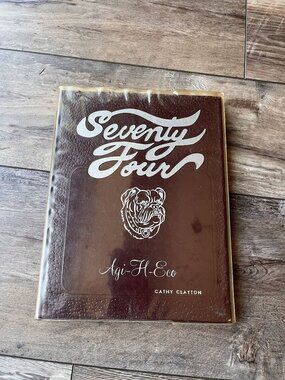 Seventy
Four
Agi-H-Eco
CATHY CLAYTON